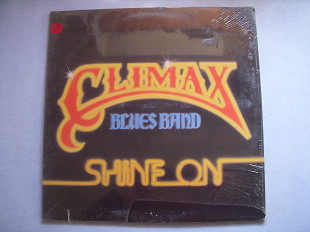 CLIMAX
BLUES BAND
SHINE ON